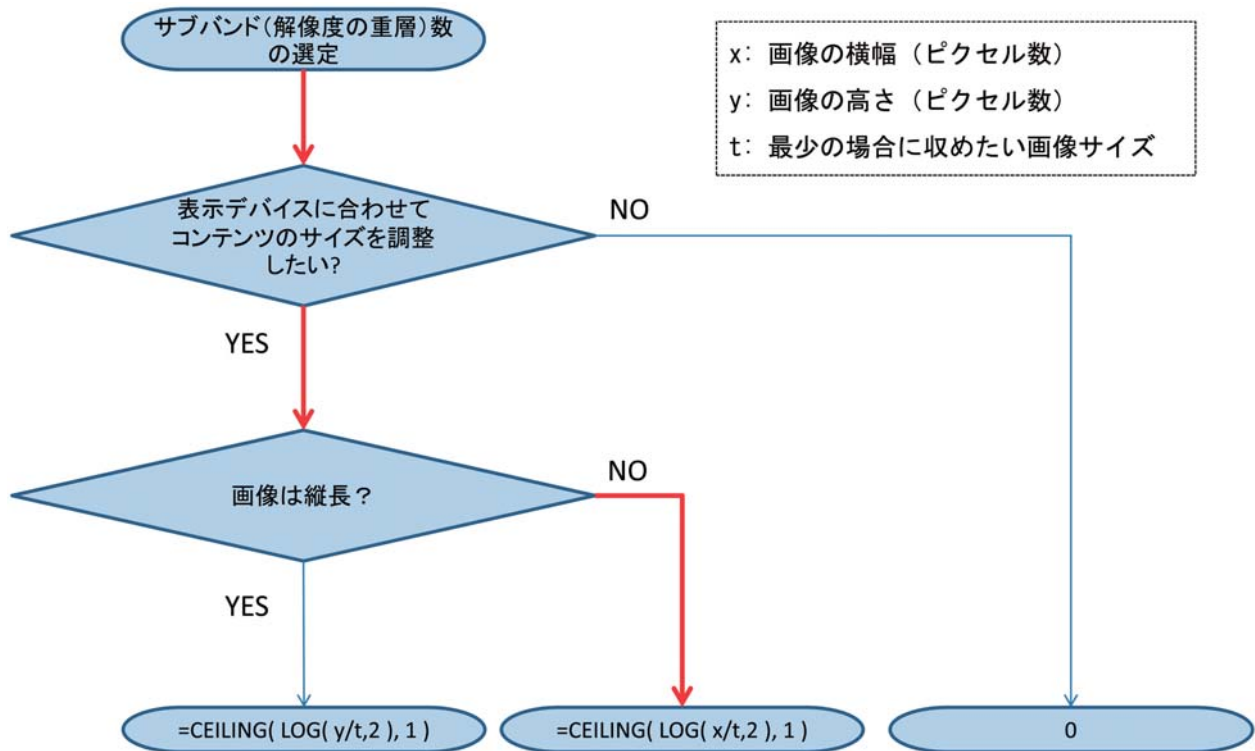 サブバンド(解像度の重層)数
の選定
x: 画像の横幅（ピクセル数）
y: 画像の高さ（ピクセル数）
t: 最少の場合に収めたい画像サイズ
表示デバイスに合わせて
コンテンツのサイズを調整
したい?
NO
YES
画像は縦長？
NO
YES
=CEILING( LOG( y/t,2 ), 1 )
=CEILING( LOG( x/t,2 ), 1 )
0